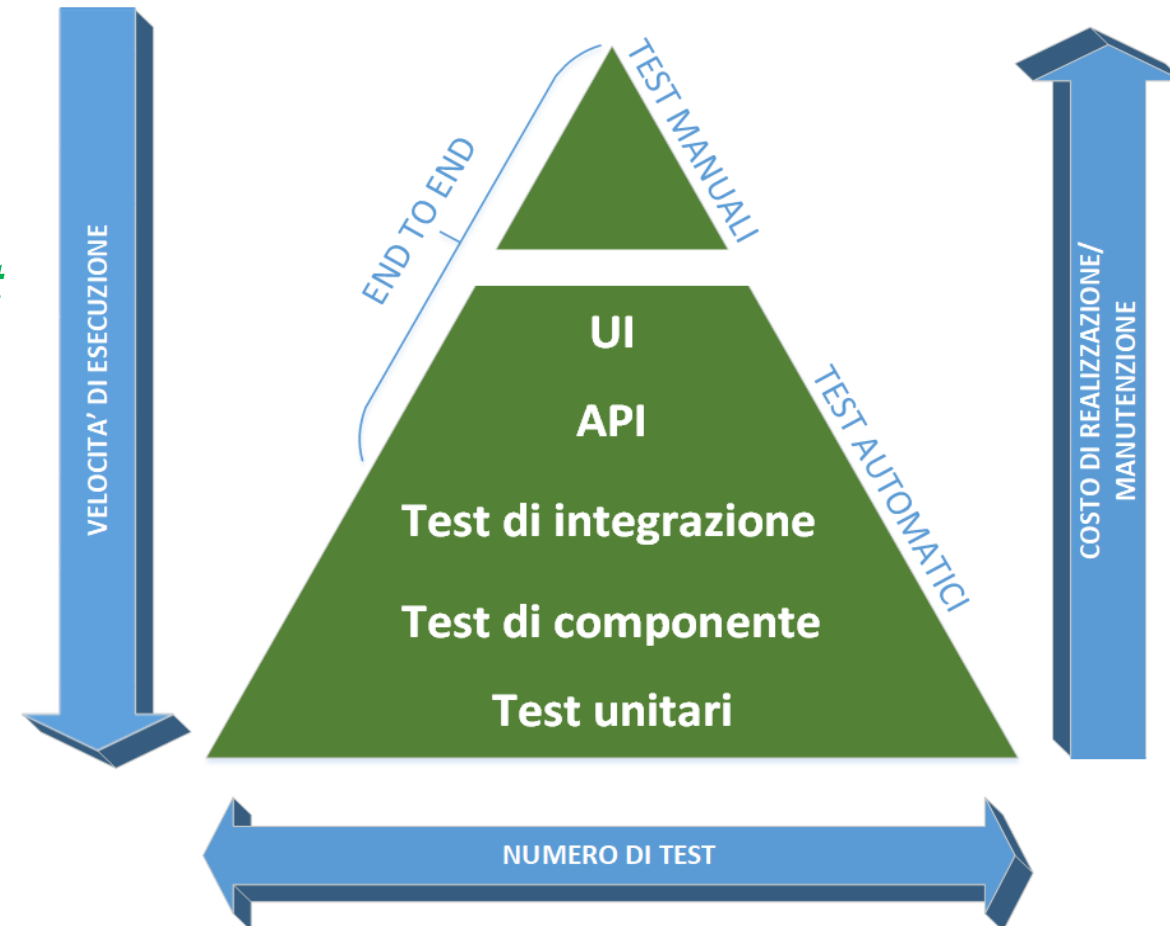 TEST MANUALI
END TO END
VELOCITA' DI ESECUZIONE
COSTO DI REALIZZAZIONE/
MANUTENZIONE
UI
API
TEST AUTOMATICI
Test di integrazione
Test di componente
Test unitari
NUMERO DI TEST